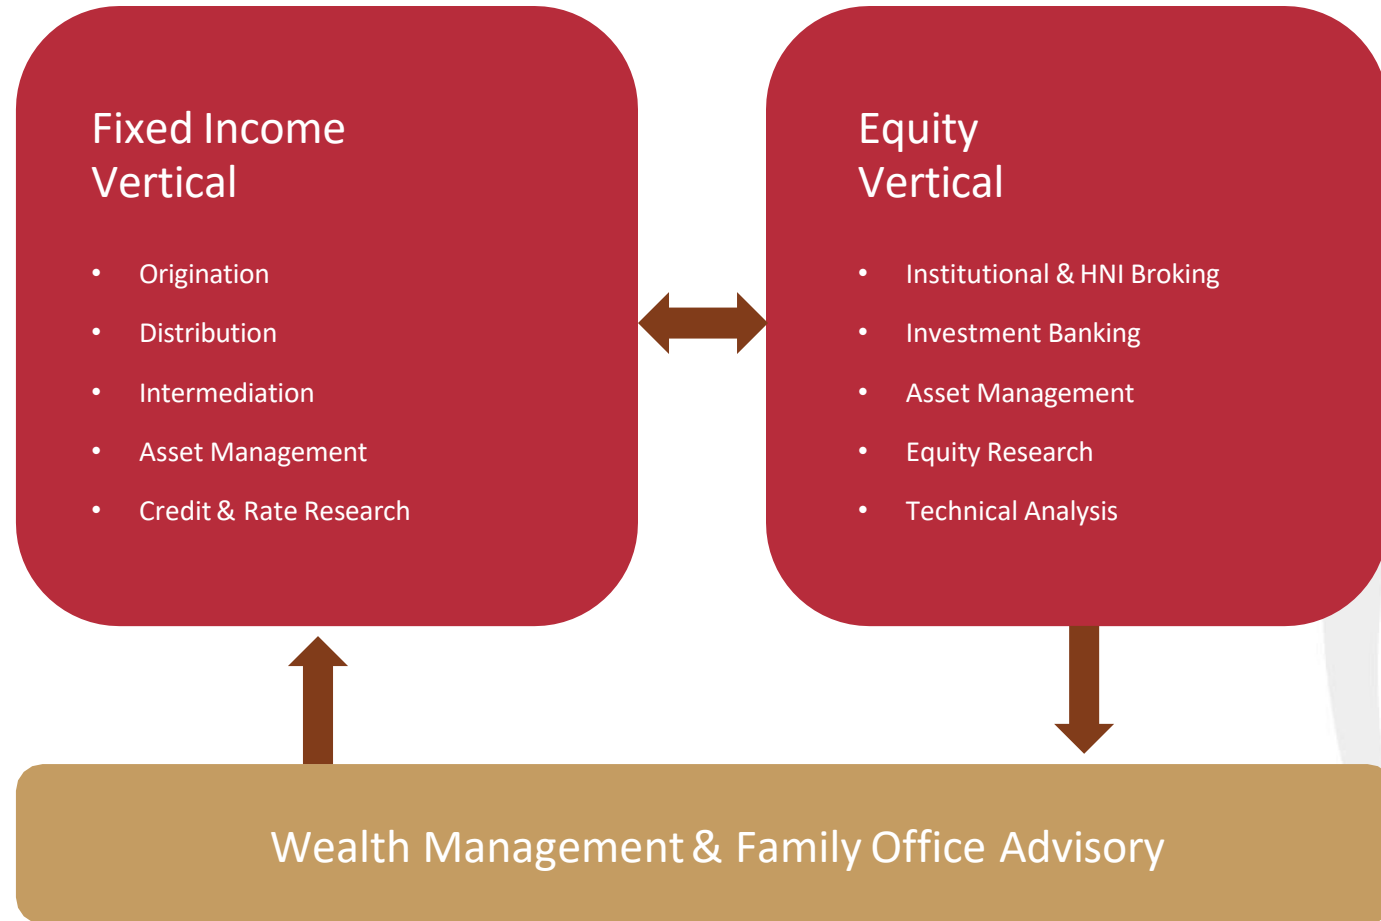 Fixed Income
Vertical
• Origination
• Distribution
• Intermediation
• Asset Management
• Credit & Rate Research
Equity
Vertical
• Institutional & HNI Broking
• Investment Banking
• Asset Management
• Equity Research
• Technical Analysis
Wealth Management & Family Office Advisory